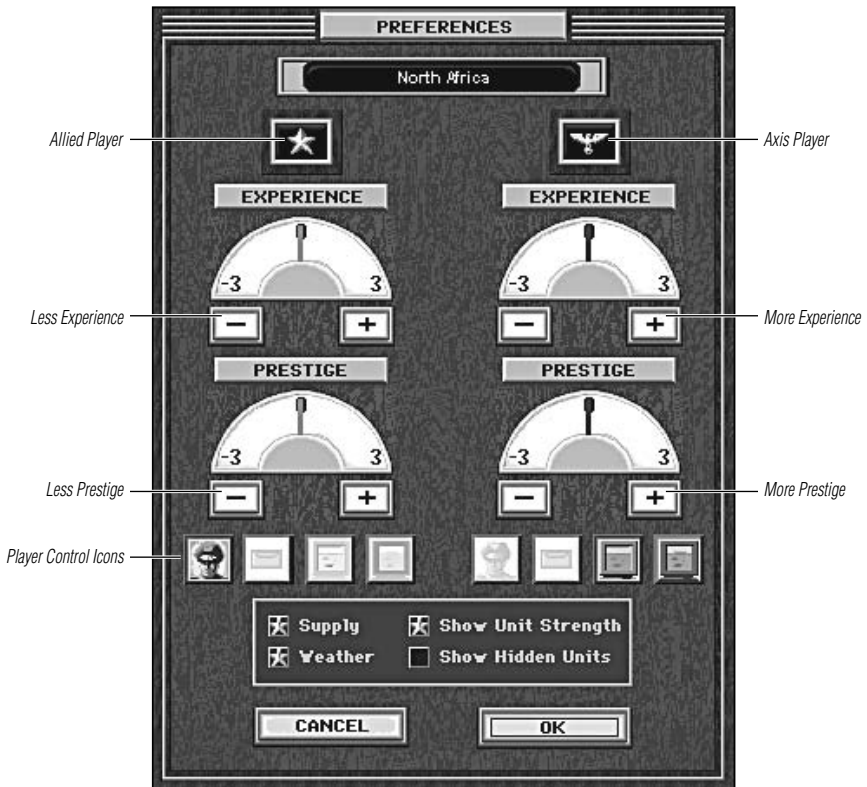 PREFERENCES
North Africa
Allied Player
Axis Player
EXPERIENCE
EXPERIENCE
-3 3
-3 3
Less Experience
- +
- +
More Experience
PRESTIGE
PRESTIGE
-3 3
-3 3
Less Prestige
- +
- +
More Prestige
Player Control Icons
Supply
Show Unit Strength
Weather
Show Hidden Units
CANCEL
OK